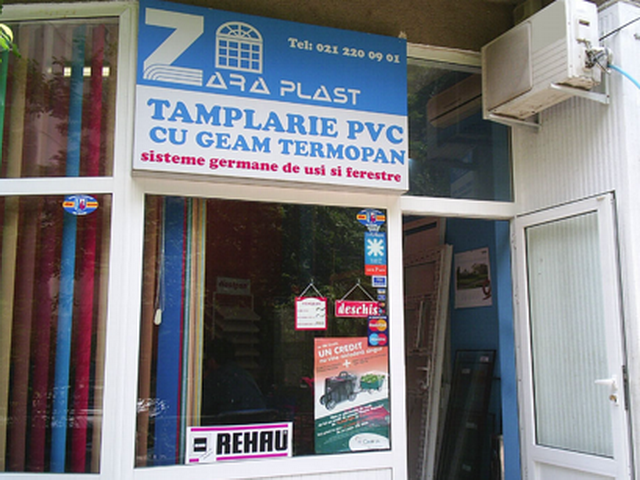 Tel: 021 220 09 01
ZARA PLAST
TAMPLARIE PVC
CU GEAM TERMOPAN
sisteme germane de usi si ferestre
deschis
UN CREDIT
REHAU